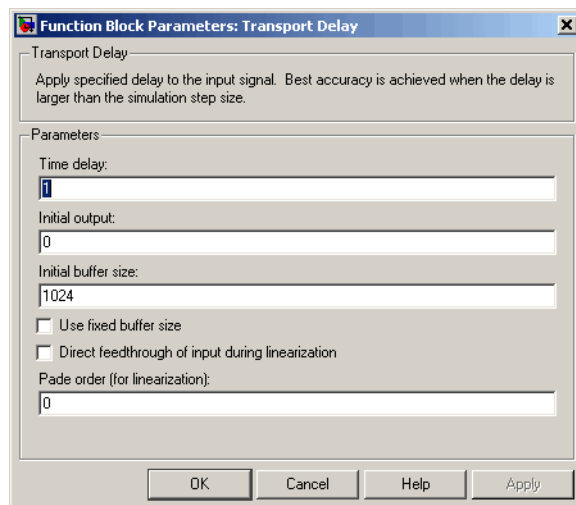 Function Block Parameters: Transport Delay
Transport Delay
Apply specified delay to the input signal.  Best accuracy is achieved when the delay is
larger than the simulation step size.
Parameters
Time delay:
1
Initial output:
0
Initial buffer size:
1024
Use fixed buffer size
Direct feedthrough of input during linearization
Pade order (for linearization):
0
OK
Cancel
Help
Apply